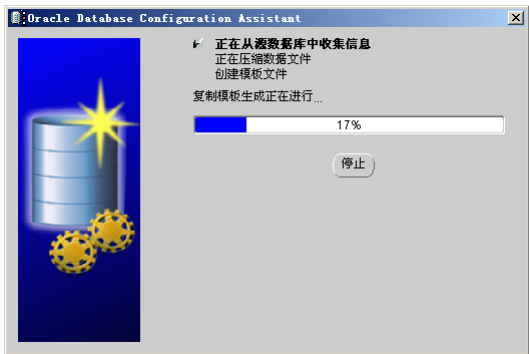 Oracle Database Configuration Assistant
正在从源数据库中收集信息
正在压缩数据文件
创建模板文件
复制模板生成正在进行...
17%
停止